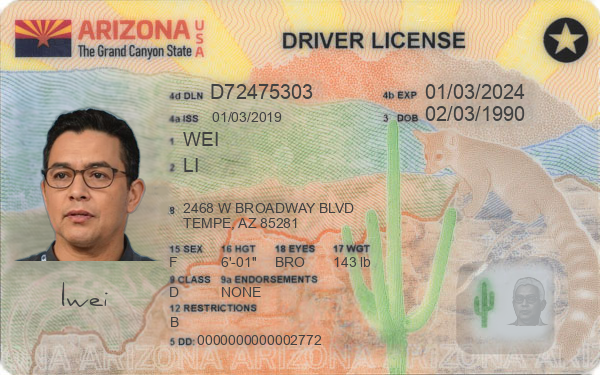 ARIZONA USA
The Grand Canyon State
DRIVER LICENSE
4d DLN D72475303 4b EXP 01/03/2024
4a ISS 01/03/2019 3 DOB 02/03/1990
1 WEI
2 LI
8 2468 W BROADWAY BLVD
TEMPE, AZ 85281
15 SEX 16 HGT 18 EYES 17 WGT
F 6'-01" BRO 143 lb
9 CLASS 9a ENDORSEMENTS
D NONE
12 RESTRICTIONS
B
5 DD: 0000000000002772
lwei
ARIZONA ARIZONA ARIZONA ARIZONA